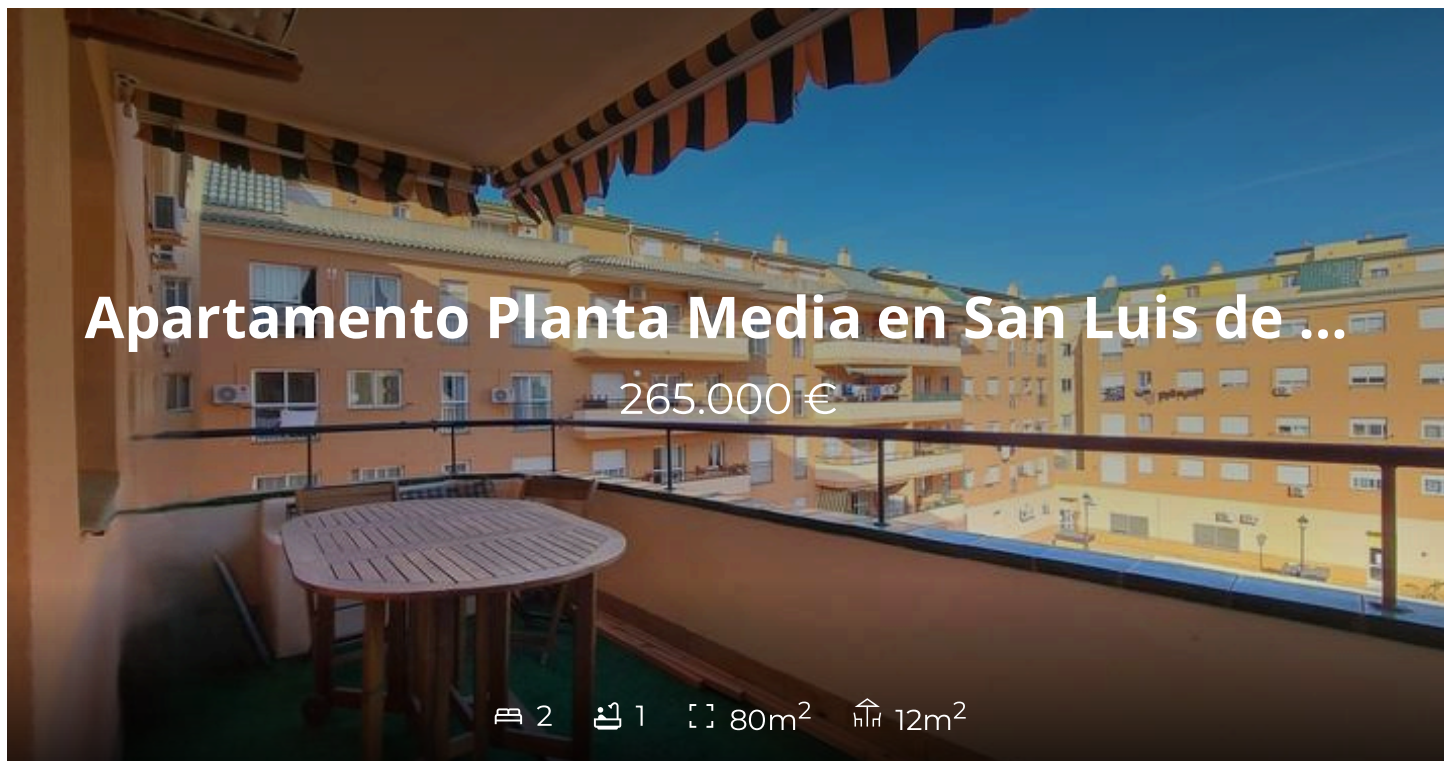 Apartamento Planta Media en San Luis de ...
265.000 €
2 1 80m² 12m²